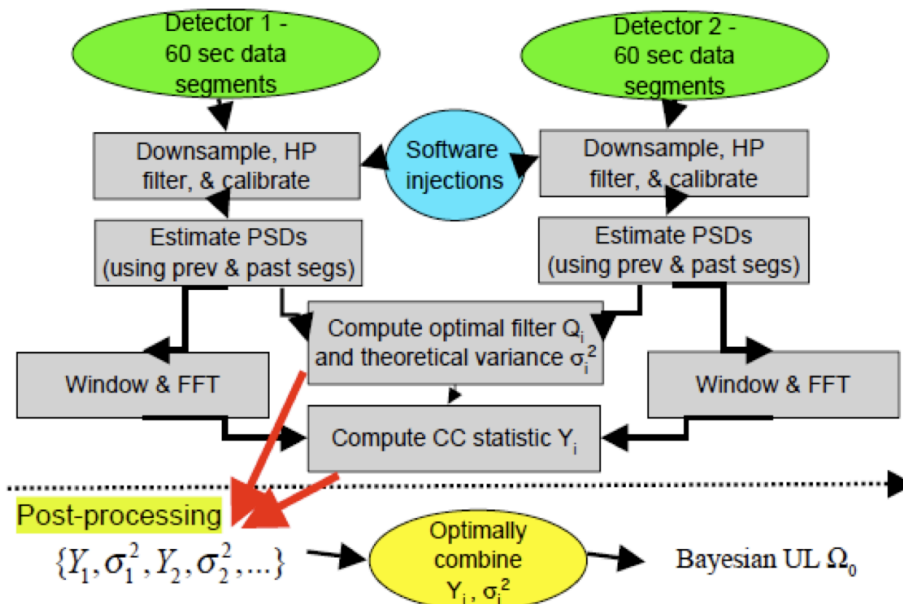 Detector 1 -
60 sec data
segments
Detector 2 -
60 sec data
segments
Software
injections
Downsample, HP
filter, & calibrate
Downsample, HP
filter, & calibrate
Estimate PSDs
(using prev & past segs)
Estimate PSDs
(using prev & past segs)
Compute optimal filter Qᵢ
and theoretical variance σᵢ²
Window & FFT
Window & FFT
Compute CC statistic Yᵢ
Post-processing
{Y₁, σ₁², Y₂, σ₂², ...}
Optimally
combine
Yᵢ, σᵢ²
Bayesian UL Ω₀